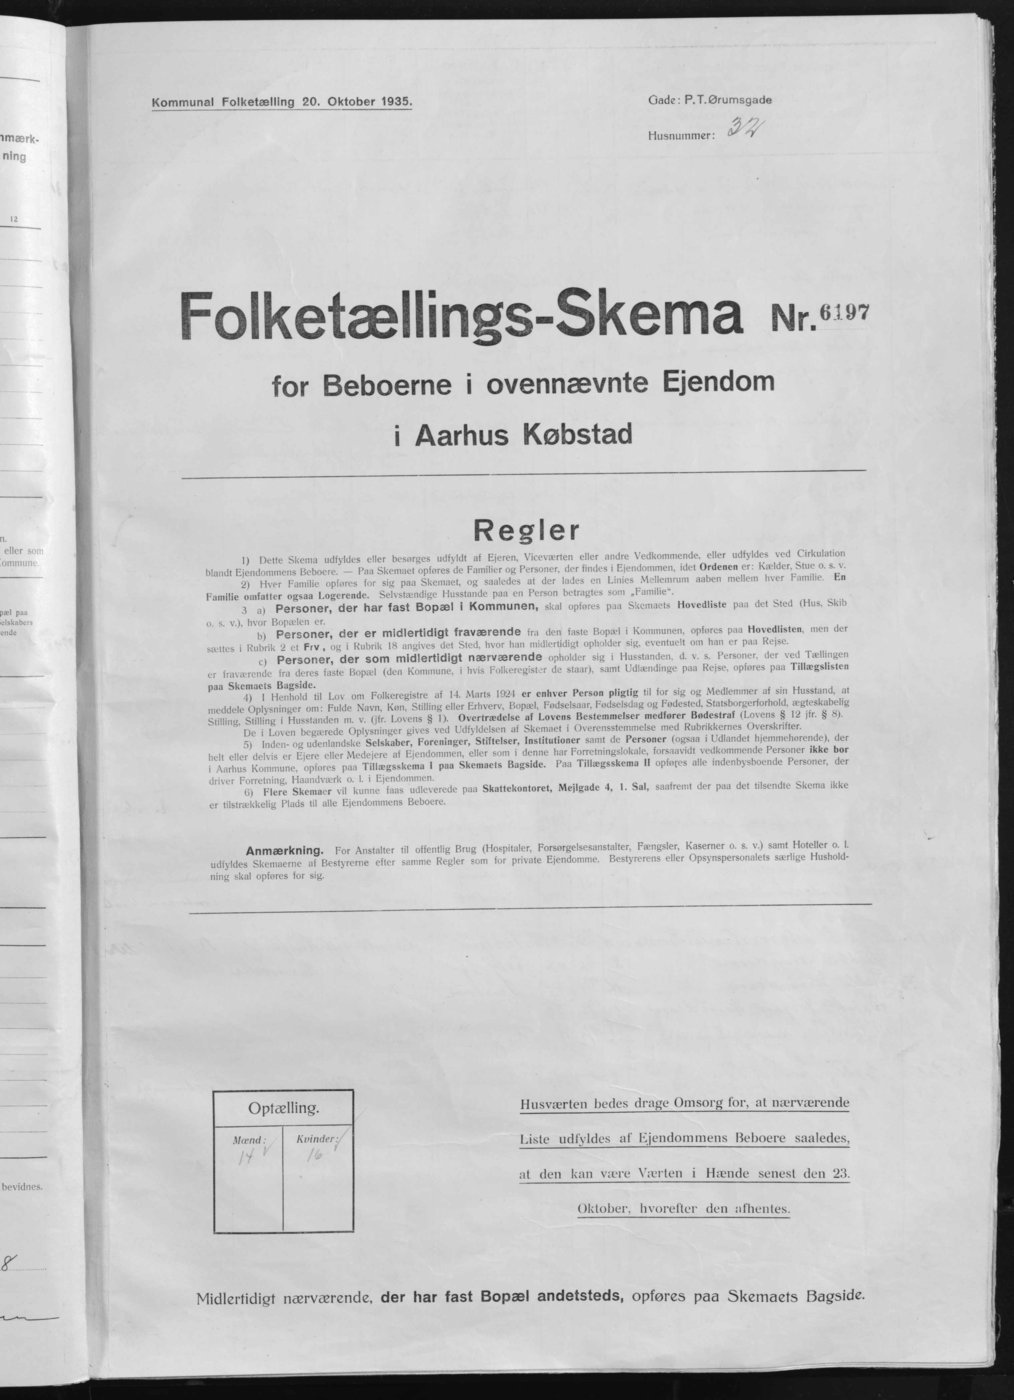 nmærk-
ning
12
n.
eller som
Commune.
pæl paa
elskabers
ende
bevidnes.
8
Kommunal Folketælling 20. Oktober 1935.
Gade: P.T.Ørumsgade
Husnummer: 32
Folketællings-Skema Nr. 6197
for Beboerne i ovennævnte Ejendom
i Aarhus Købstad
Regler
1) Dette Skema udfyldes eller besørges udfyldt af Ejeren, Viceværten eller andre Vedkommende, eller udfyldes ved Cirkulation
blandt Ejendommens Beboere. — Paa Skemaet opføres de Familier og Personer, der findes i Ejendommen, idet Ordenen er: Kælder, Stue o. s. v.
2) Hver Familie opføres for sig paa Skemaet, og saaledes at der lades en Linies Mellemrum aaben mellem hver Familie. En
Familie omfatter ogsaa Logerende. Selvstændige Husstande paa en Person betragtes som „Familie“.
3 a) Personer, der har fast Bopæl i Kommunen, skal opføres paa Skemaets Hovedliste paa det Sted (Hus, Skib
o. s. v.), hvor Bopælen er.
b) Personer, der er midlertidigt fraværende fra den faste Bopæl i Kommunen, opføres paa Hovedlisten, men der
sættes i Rubrik 2 et Frv., og i Rubrik 18 angives det Sted, hvor han midlertidigt opholder sig, eventuelt om han er paa Rejse.
c) Personer, der som midlertidigt nærværende opholder sig i Husstanden, d. v. s. Personer, der ved Tællingen
er fraværende fra deres faste Bopæl (den Kommune, i hvis Folkeregister de staar), samt Udlændinge paa Rejse, opføres paa Tillægslisten
paa Skemaets Bagside.
4) I Henhold til Lov om Folkeregistre af 14. Marts 1924 er enhver Person pligtig til for sig og Medlemmer af sin Husstand, at
meddele Oplysninger om: Fulde Navn, Køn, Stilling eller Erhverv, Bopæl, Fødselsaar, Fødselsdag og Fødested, Statsborgerforhold, ægteskabelig
Stilling, Stilling i Husstanden m. v. (jfr. Lovens § 1). Overtrædelse af Lovens Bestemmelser medfører Bødestraf (Lovens § 12 jfr. § 8).
De i Loven begærede Oplysninger gives ved Udfyldelsen af Skemaet i Overensstemmelse med Rubrikkernes Overskrifter.
5) Inden- og udenlandske Selskaber, Foreninger, Stiftelser, Institutioner samt de Personer (ogsaa i Udlandet hjemmehørende), der
helt eller delvis er Ejere eller Medejere af Ejendommen, eller som i denne har Forretningslokale, forsaavidt vedkommende Personer ikke bor
i Aarhus Kommune, opføres paa Tillægsskema I paa Skemaets Bagside. Paa Tillægsskema II opføres alle indenbysboende Personer, der
driver Forretning, Haandværk o. l. i Ejendommen.
6) Flere Skemaer vil kunne faas udleverede paa Skattekontoret, Mejlgade 4, 1. Sal, saafremt der paa det tilsendte Skema ikke
er tilstrækkelig Plads til alle Ejendommens Beboere.
Anmærkning. For Anstalter til offentlig Brug (Hospitaler, Forsørgelsesanstalter, Fængsler, Kaserner o. s. v.) samt Hoteller o. l.
udfyldes Skemaerne af Bestyrerne efter samme Regler som for private Ejendomme. Bestyrerens eller Opsynspersonalets særlige Hushold-
ning skal opføres for sig.
Optælling.
Mænd: Kvinder:
14 16
Husværten bedes drage Omsorg for, at nærværende
Liste udfyldes af Ejendommens Beboere saaledes,
at den kan være Værten i Hænde senest den 23.
Oktober, hvorefter den afhentes.
Midlertidigt nærværende, der har fast Bopæl andetsteds, opføres paa Skemaets Bagside.